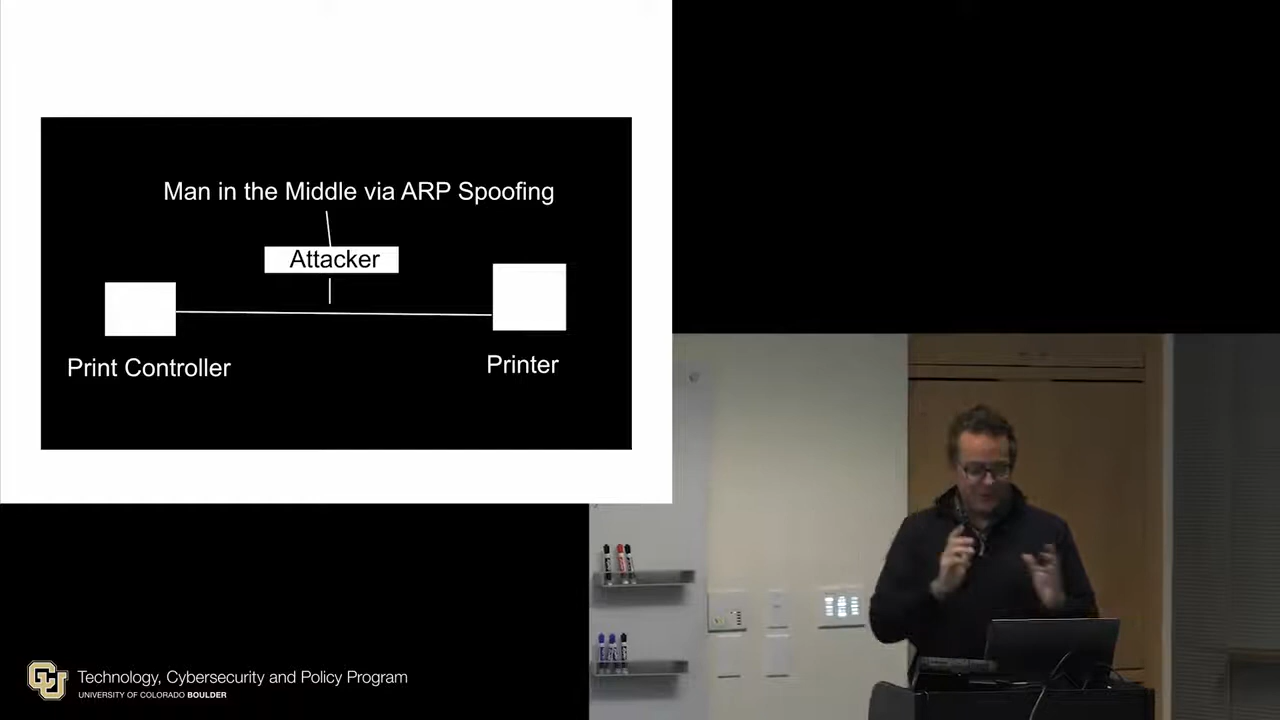 Man in the Middle via ARP Spoofing
Attacker
Print Controller
Printer
CU
Technology, Cybersecurity and Policy Program
UNIVERSITY OF COLORADO BOULDER